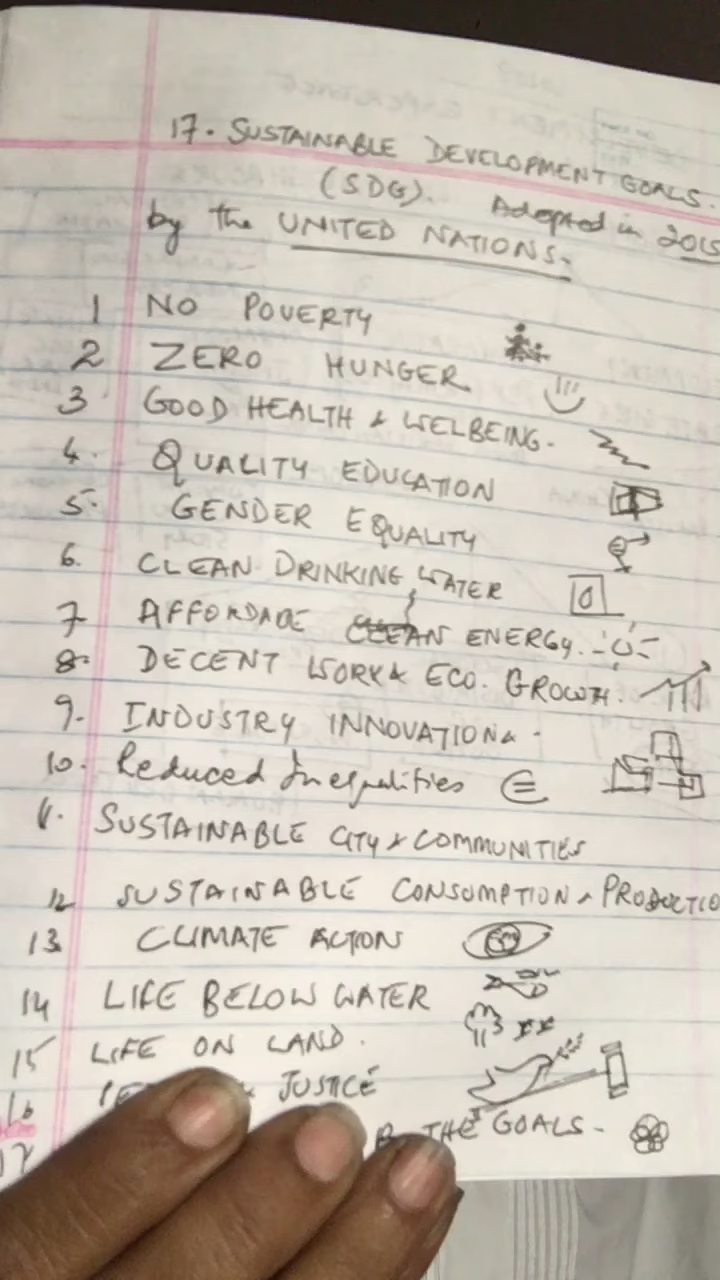 17. SUSTAINABLE DEVELOPMENT GOALS.
(SDG). Adopted in 2015
by the UNITED NATIONS.
1 NO POVERTY
2 ZERO HUNGER
3 GOOD HEALTH & WELBEING.
4. QUALITY EDUCATION
5. GENDER EQUALITY
6. CLEAN DRINKING WATER
7 AFFORDABE CLEAN ENERGY.
8. DECENT WORK & ECO. GROWTH.
9. INDUSTRY INNOVATION & .
10. Reduced Inequalities
11. SUSTAINABLE CITY & COMMUNITIES
12 SUSTAINABLE CONSUMPTION & PRODUCTIO
13 CLIMATE ACTION
14 LIFE BELOW WATER
15 LIFE ON LAND.
16 & JUSTICE
17 THE GOALS.